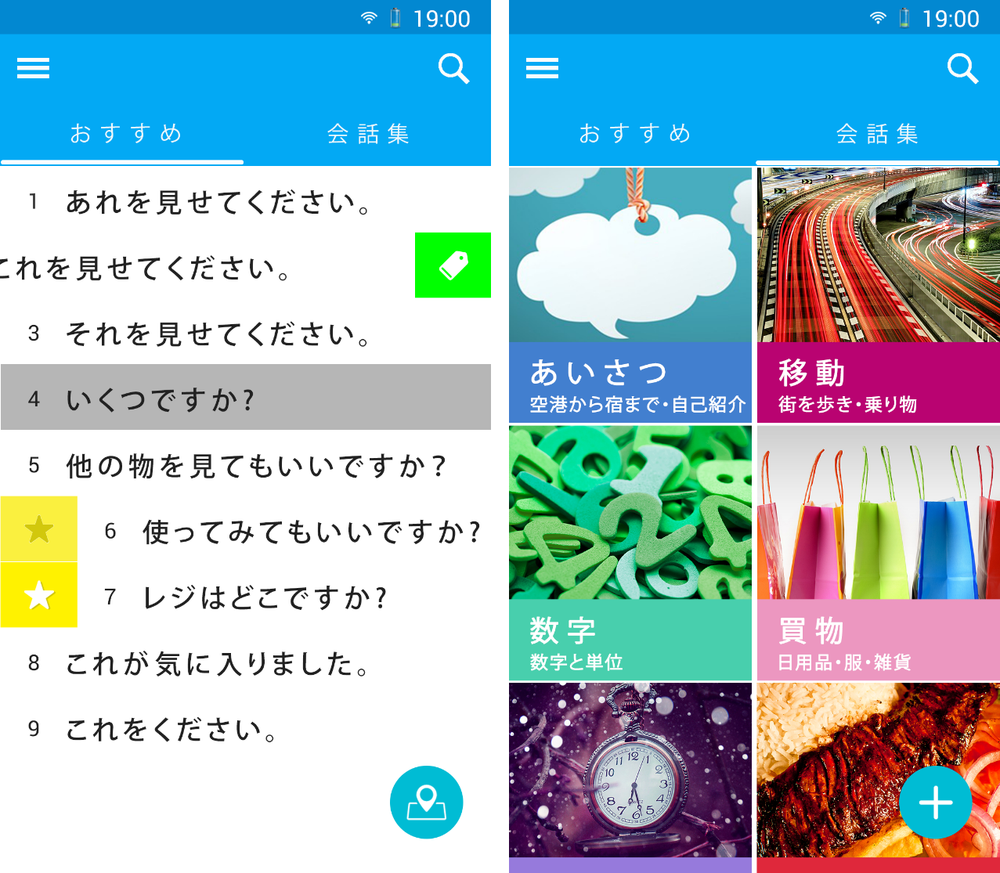 19:00
おすすめ
会話集
1 あれを見せてください。
これを見せてください。
3 それを見せてください。
4 いくつですか?
5 他の物を見てもいいですか？
6 使ってみてもいいですか?
7 レジはどこですか?
8 これが気に入りました。
9 これをください。
19:00
おすすめ
会話集
あいさつ
空港から宿まで・自己紹介
移動
街を歩き・乗り物
数字
数字と単位
買物
日用品・服・雑貨